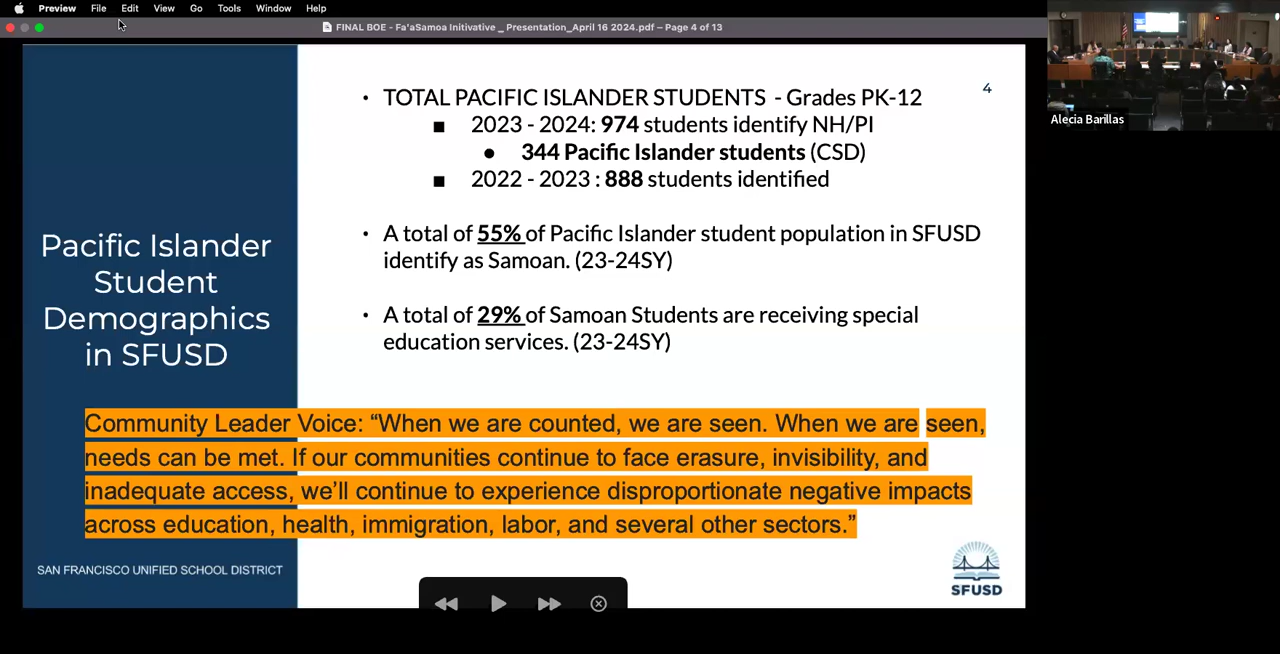 Preview File Edit View Go Tools Window Help
FINAL BOE - Fa'aSamoa Initivative _ Presentation_April 16 2024.pdf – Page 4 of 13
Alecia Barillas
4
Pacific Islander
Student
Demographics
in SFUSD
• TOTAL PACIFIC ISLANDER STUDENTS - Grades PK-12
■ 2023 - 2024: 974 students identify NH/PI
● 344 Pacific Islander students (CSD)
■ 2022 - 2023 : 888 students identified
• A total of 55% of Pacific Islander student population in SFUSD
identify as Samoan. (23-24SY)
• A total of 29% of Samoan Students are receiving special
education services. (23-24SY)
Community Leader Voice: “When we are counted, we are seen. When we are seen,
needs can be met. If our communities continue to face erasure, invisibility, and
inadequate access, we’ll continue to experience disproportionate negative impacts
across education, health, immigration, labor, and several other sectors.”
SAN FRANCISCO UNIFIED SCHOOL DISTRICT
SFUSD